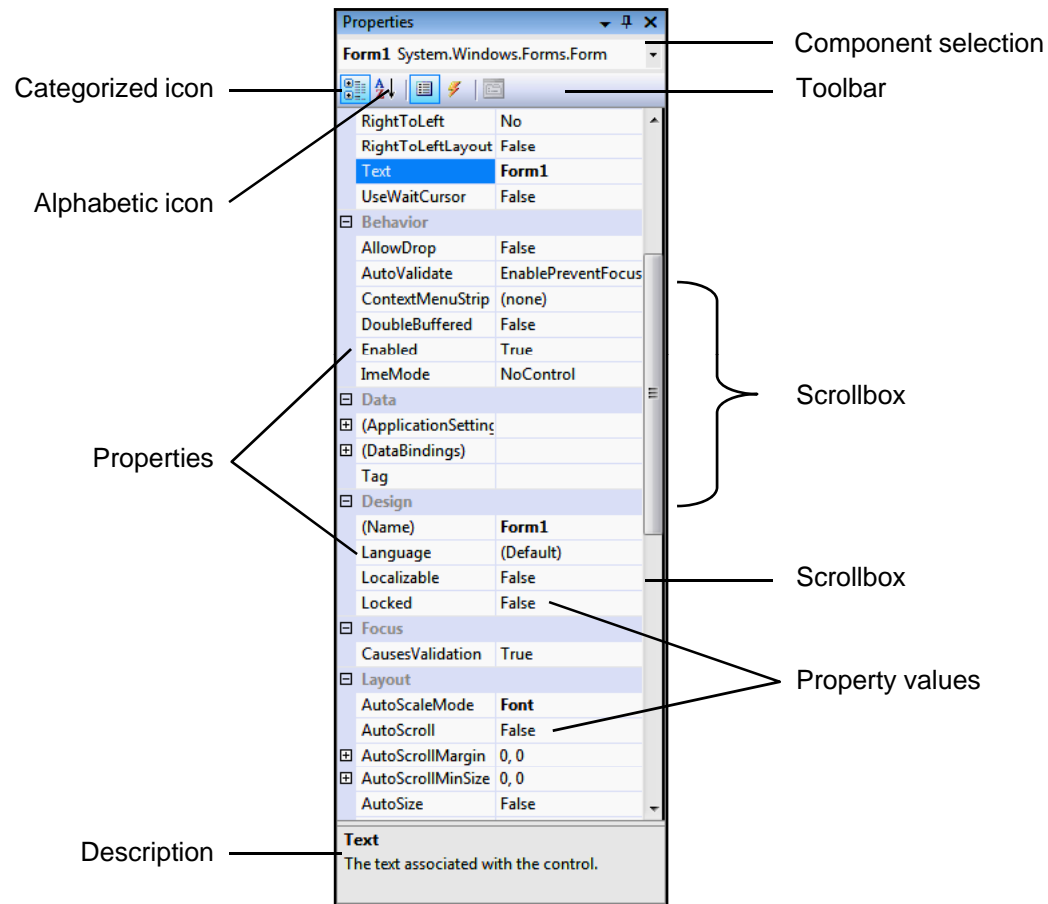 Properties
Form1 System.Windows.Forms.Form
Component selection
Categorized icon
Toolbar
Alphabetic icon
RightToLeft No
RightToLeftLayout False
Text Form1
UseWaitCursor False
Behavior
AllowDrop False
AutoValidate EnablePreventFocus
ContextMenuStrip (none)
DoubleBuffered False
Enabled True
ImeMode NoControl
Scrollbox
Data
(ApplicationSetting
(DataBindings)
Properties
Tag
Design
(Name) Form1
Language (Default)
Localizable False
Scrollbox
Locked False
Focus
CausesValidation True
Layout
Property values
AutoScaleMode Font
AutoScroll False
AutoScrollMargin 0, 0
AutoScrollMinSize 0, 0
AutoSize False
Text
Description
The text associated with the control.